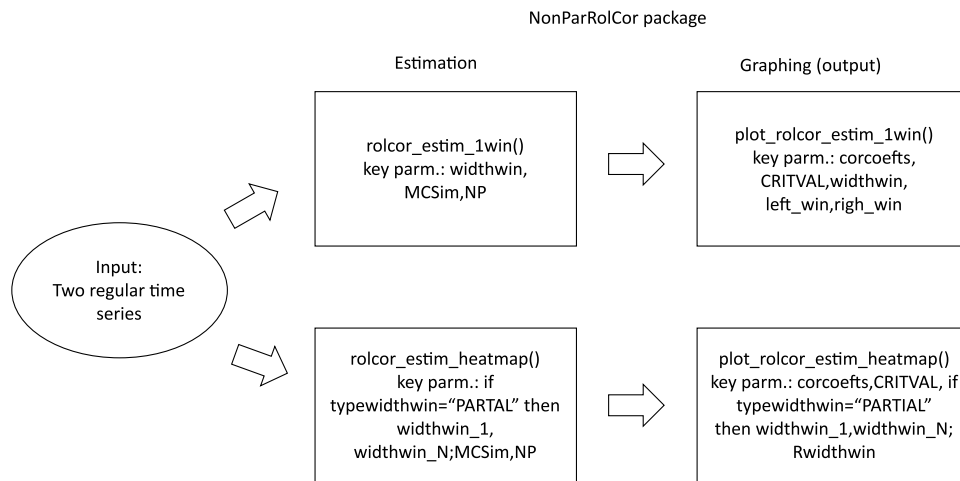 NonParRolCor package
Estimation
Graphing (output)
rolcor_estim_1win()
key parm.: widthwin,
MCSim,NP
plot_rolcor_estim_1win()
key parm.: corcoefts,
CRITVAL,widthwin,
left_win,righ_win
Input:
Two regular time
series
rolcor_estim_heatmap()
key parm.: if
typewidthwin=“PARTAL” then
widthwin_1,
widthwin_N;MCSim,NP
plot_rolcor_estim_heatmap()
key parm.: corcoefts,CRITVAL, if
typewidthwin=“PARTIAL”
then widthwin_1,widthwin_N;
Rwidthwin